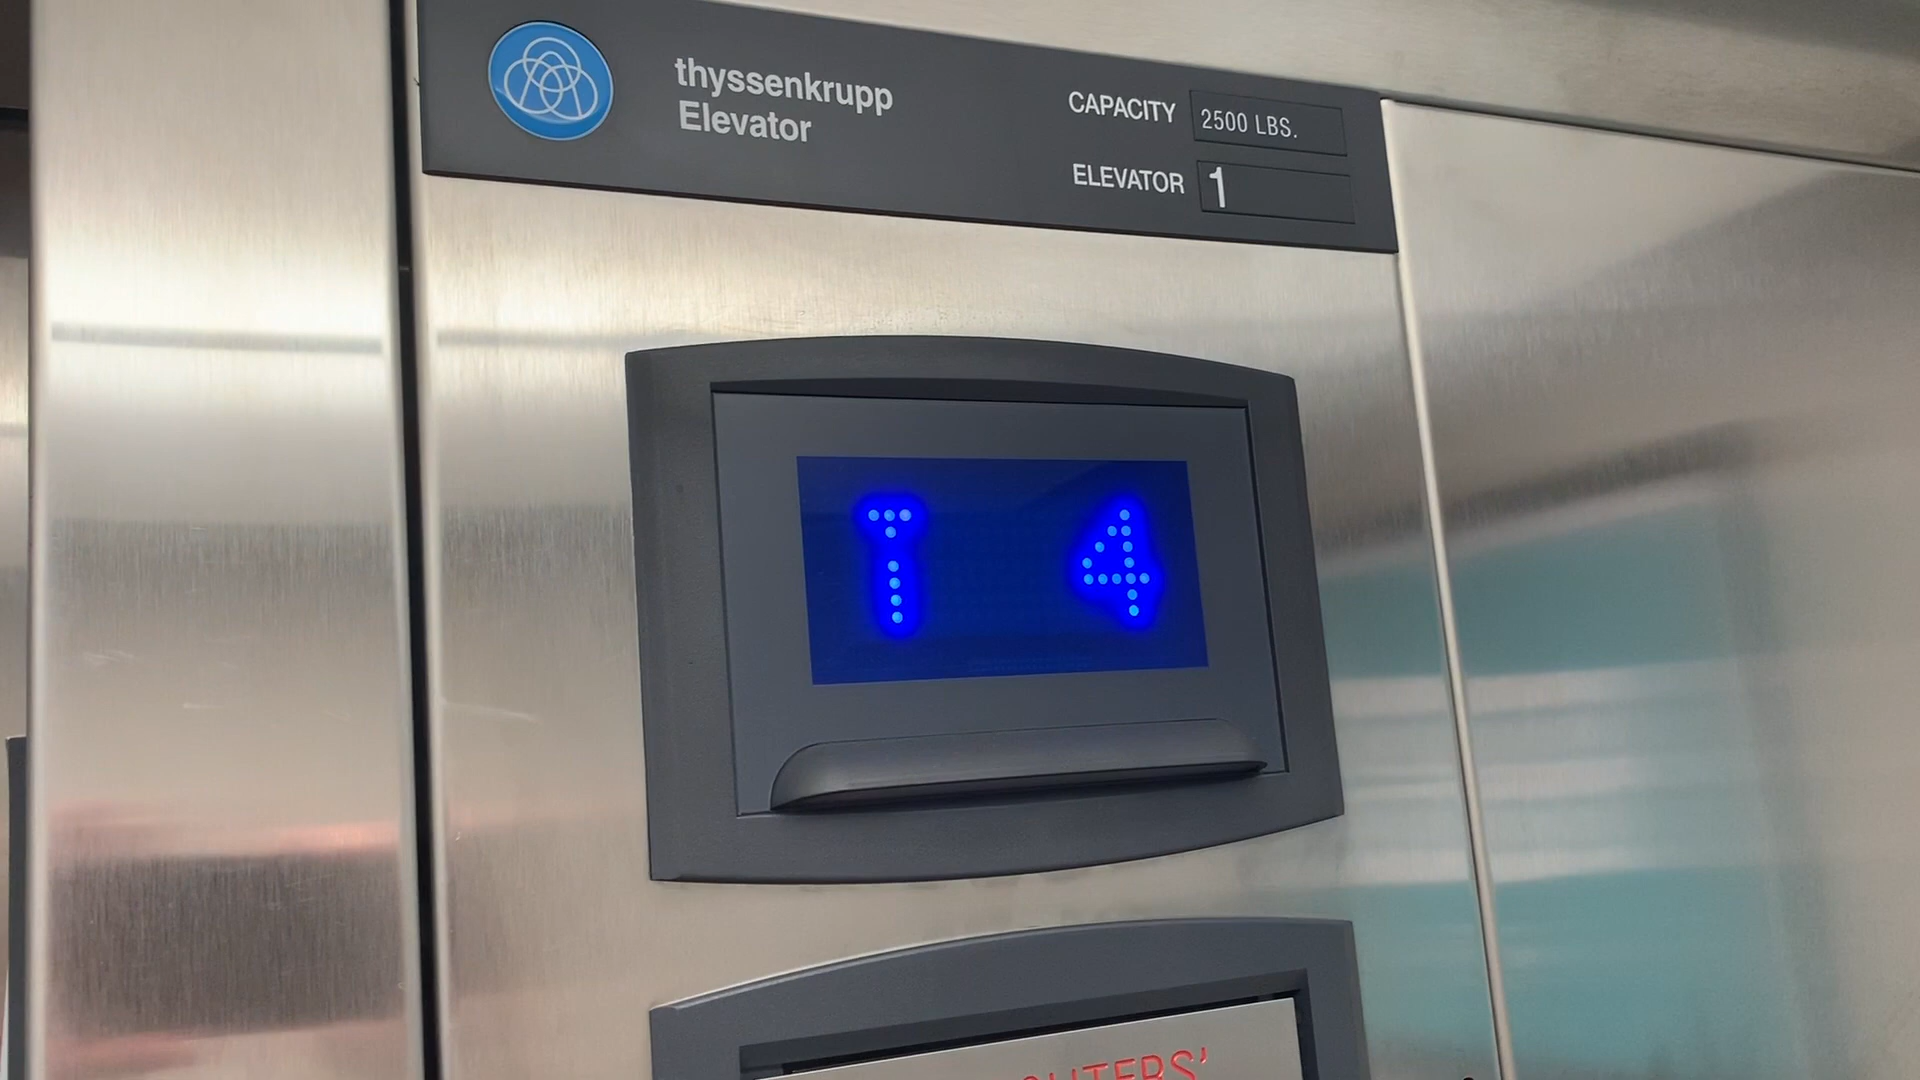 thyssenkrupp
Elevator
CAPACITY 2500 LBS.
ELEVATOR 1
4